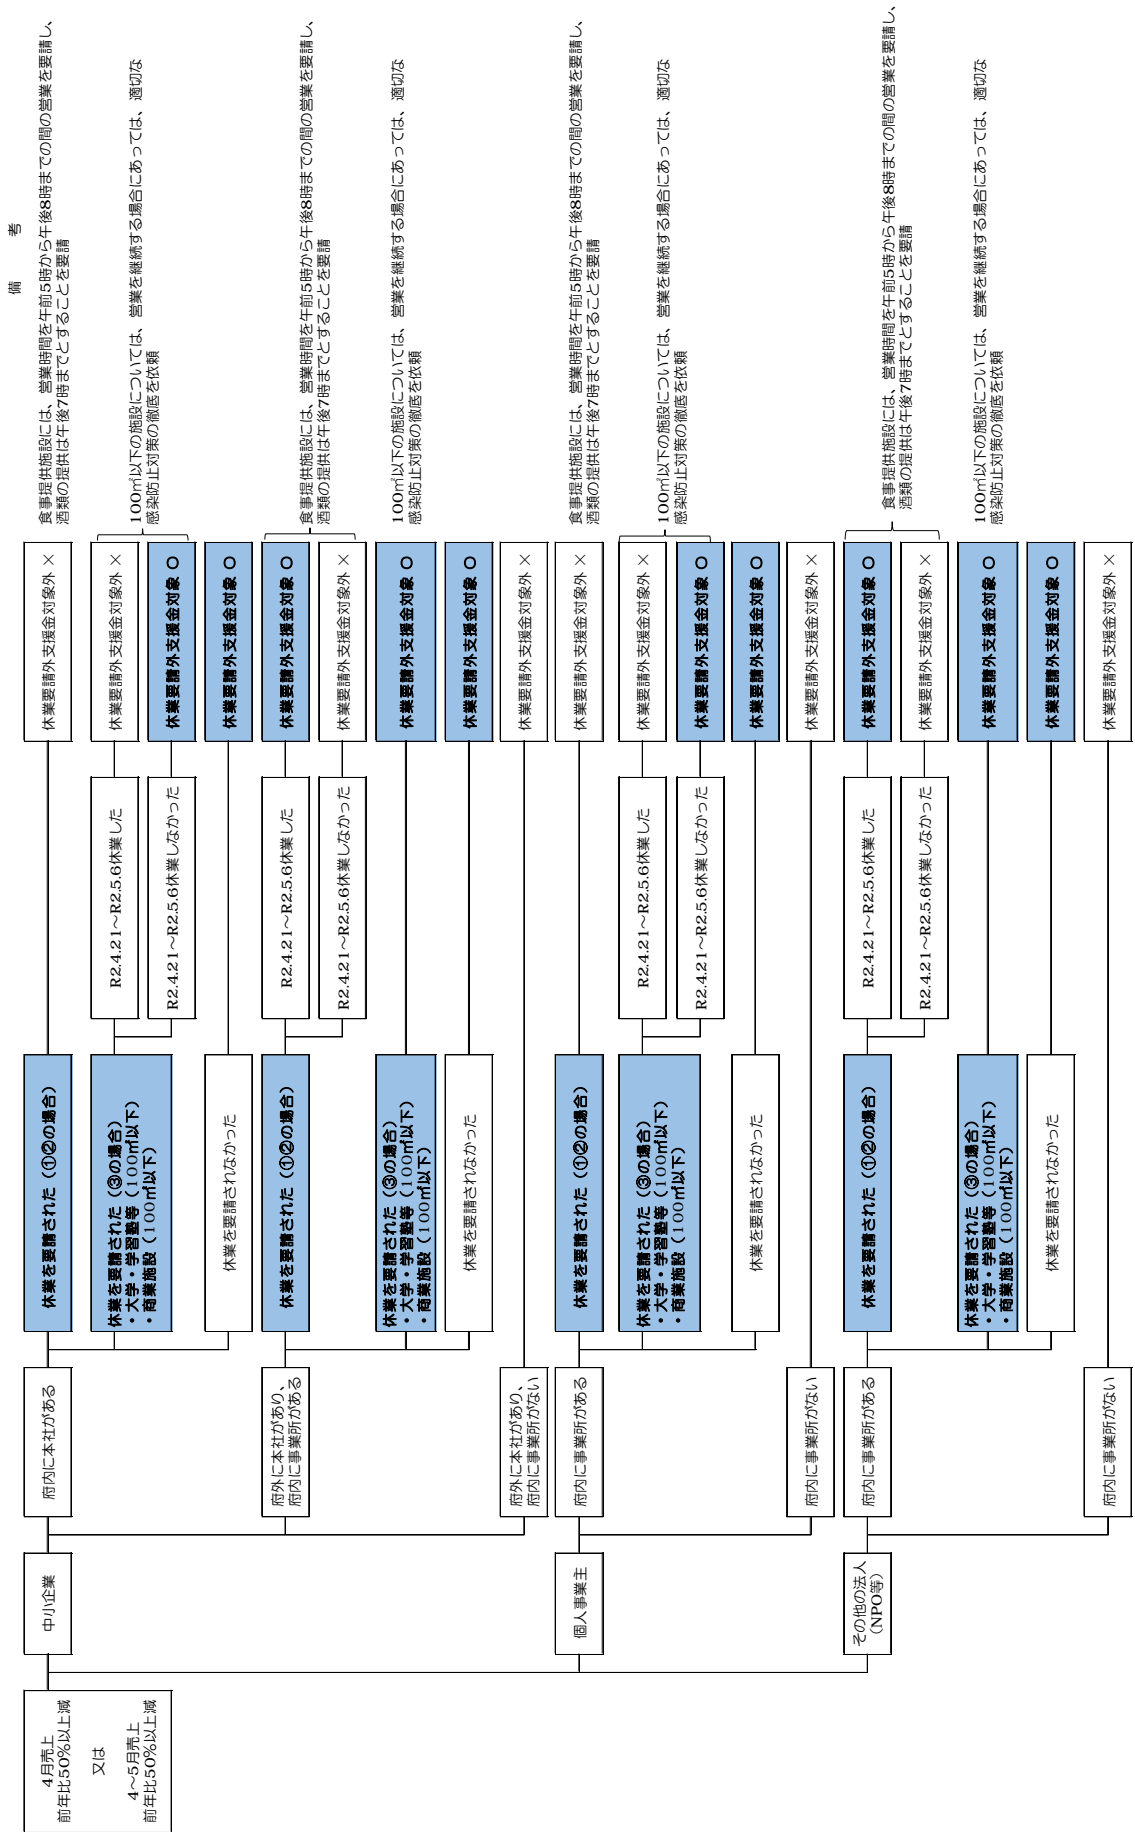 備　　考
4月売上
前年比50%以上減
又は
4～5月売上
前年比50%以上減
中小企業
府内に本社がある
休業を要請された（①②の場合）
休業要請外支援金対象外 ×
食事提供施設には、営業時間を午前5時から午後8時までの間の営業を要請し、
酒類の提供は午後7時までとすることを要請
休業を要請された（③の場合）
・大学・学習塾等（100㎡以下）
・商業施設（100㎡以下）
R2.4.21～R2.5.6休業した
休業要請外支援金対象外 ×
R2.4.21～R2.5.6休業しなかった
休業要請外支援金対象 ○
100㎡以下の施設については、営業を継続する場合にあっては、適切な
感染防止対策の徹底を依頼
休業を要請されなかった
休業要請外支援金対象 ○
府外に本社があり、
府内に事業所がある
休業を要請された（①②の場合）
R2.4.21～R2.5.6休業した
休業要請外支援金対象 ○
R2.4.21～R2.5.6休業しなかった
休業要請外支援金対象外 ×
食事提供施設には、営業時間を午前5時から午後8時までの間の営業を要請し、
酒類の提供は午後7時までとすることを要請
休業を要請された（③の場合）
・大学・学習塾等（100㎡以下）
・商業施設（100㎡以下）
休業要請外支援金対象 ○
100㎡以下の施設については、営業を継続する場合にあっては、適切な
感染防止対策の徹底を依頼
休業を要請されなかった
休業要請外支援金対象 ○
府外に本社があり、
府内に事業所がない
休業要請外支援金対象外 ×
個人事業主
府内に事業所がある
休業を要請された（①②の場合）
休業要請外支援金対象外 ×
食事提供施設には、営業時間を午前5時から午後8時までの間の営業を要請し、
酒類の提供は午後7時までとすることを要請
休業を要請された（③の場合）
・大学・学習塾等（100㎡以下）
・商業施設（100㎡以下）
R2.4.21～R2.5.6休業した
休業要請外支援金対象外 ×
R2.4.21～R2.5.6休業しなかった
休業要請外支援金対象 ○
100㎡以下の施設については、営業を継続する場合にあっては、適切な
感染防止対策の徹底を依頼
休業を要請されなかった
休業要請外支援金対象 ○
府内に事業所がない
休業要請外支援金対象外 ×
その他の法人
（NPO等）
府内に事業所がある
休業を要請された（①②の場合）
R2.4.21～R2.5.6休業した
休業要請外支援金対象 ○
R2.4.21～R2.5.6休業しなかった
休業要請外支援金対象外 ×
食事提供施設には、営業時間を午前5時から午後8時までの間の営業を要請し、
酒類の提供は午後7時までとすることを要請
休業を要請された（③の場合）
・大学・学習塾等（100㎡以下）
・商業施設（100㎡以下）
休業要請外支援金対象 ○
100㎡以下の施設については、営業を継続する場合にあっては、適切な
感染防止対策の徹底を依頼
休業を要請されなかった
休業要請外支援金対象 ○
府内に事業所がない
休業要請外支援金対象外 ×